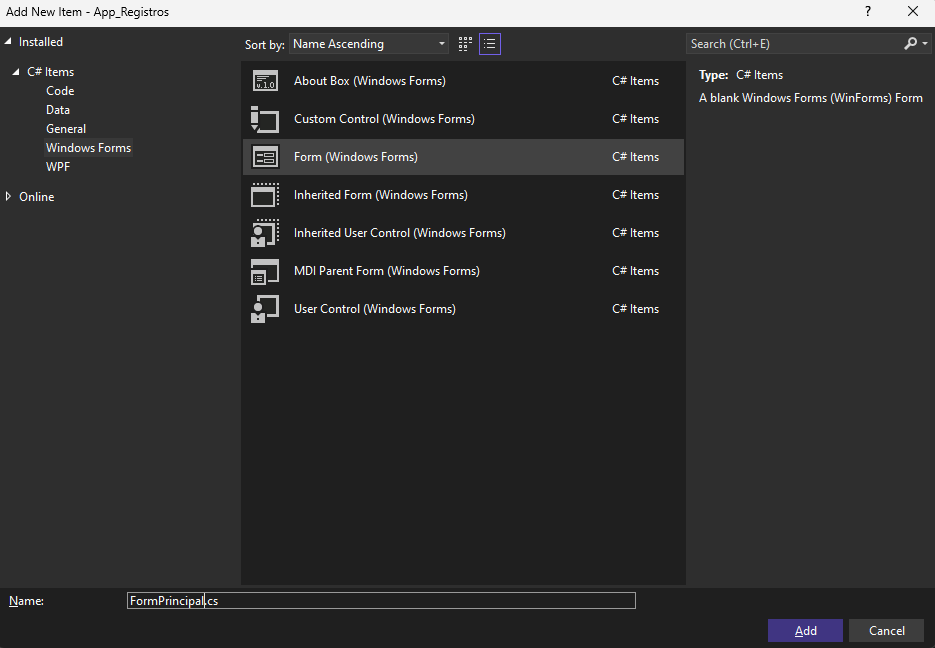 Add New Item - App_Registros
?
Installed
Sort by: Name Ascending
Search (Ctrl+E)
C# Items
Code
Data
General
Windows Forms
WPF
Online
About Box (Windows Forms) C# Items
Custom Control (Windows Forms) C# Items
Form (Windows Forms) C# Items
Inherited Form (Windows Forms) C# Items
Inherited User Control (Windows Forms) C# Items
MDI Parent Form (Windows Forms) C# Items
User Control (Windows Forms) C# Items
Type: C# Items
A blank Windows Forms (WinForms) Form
Name: FormPrincipal.cs
Add Cancel